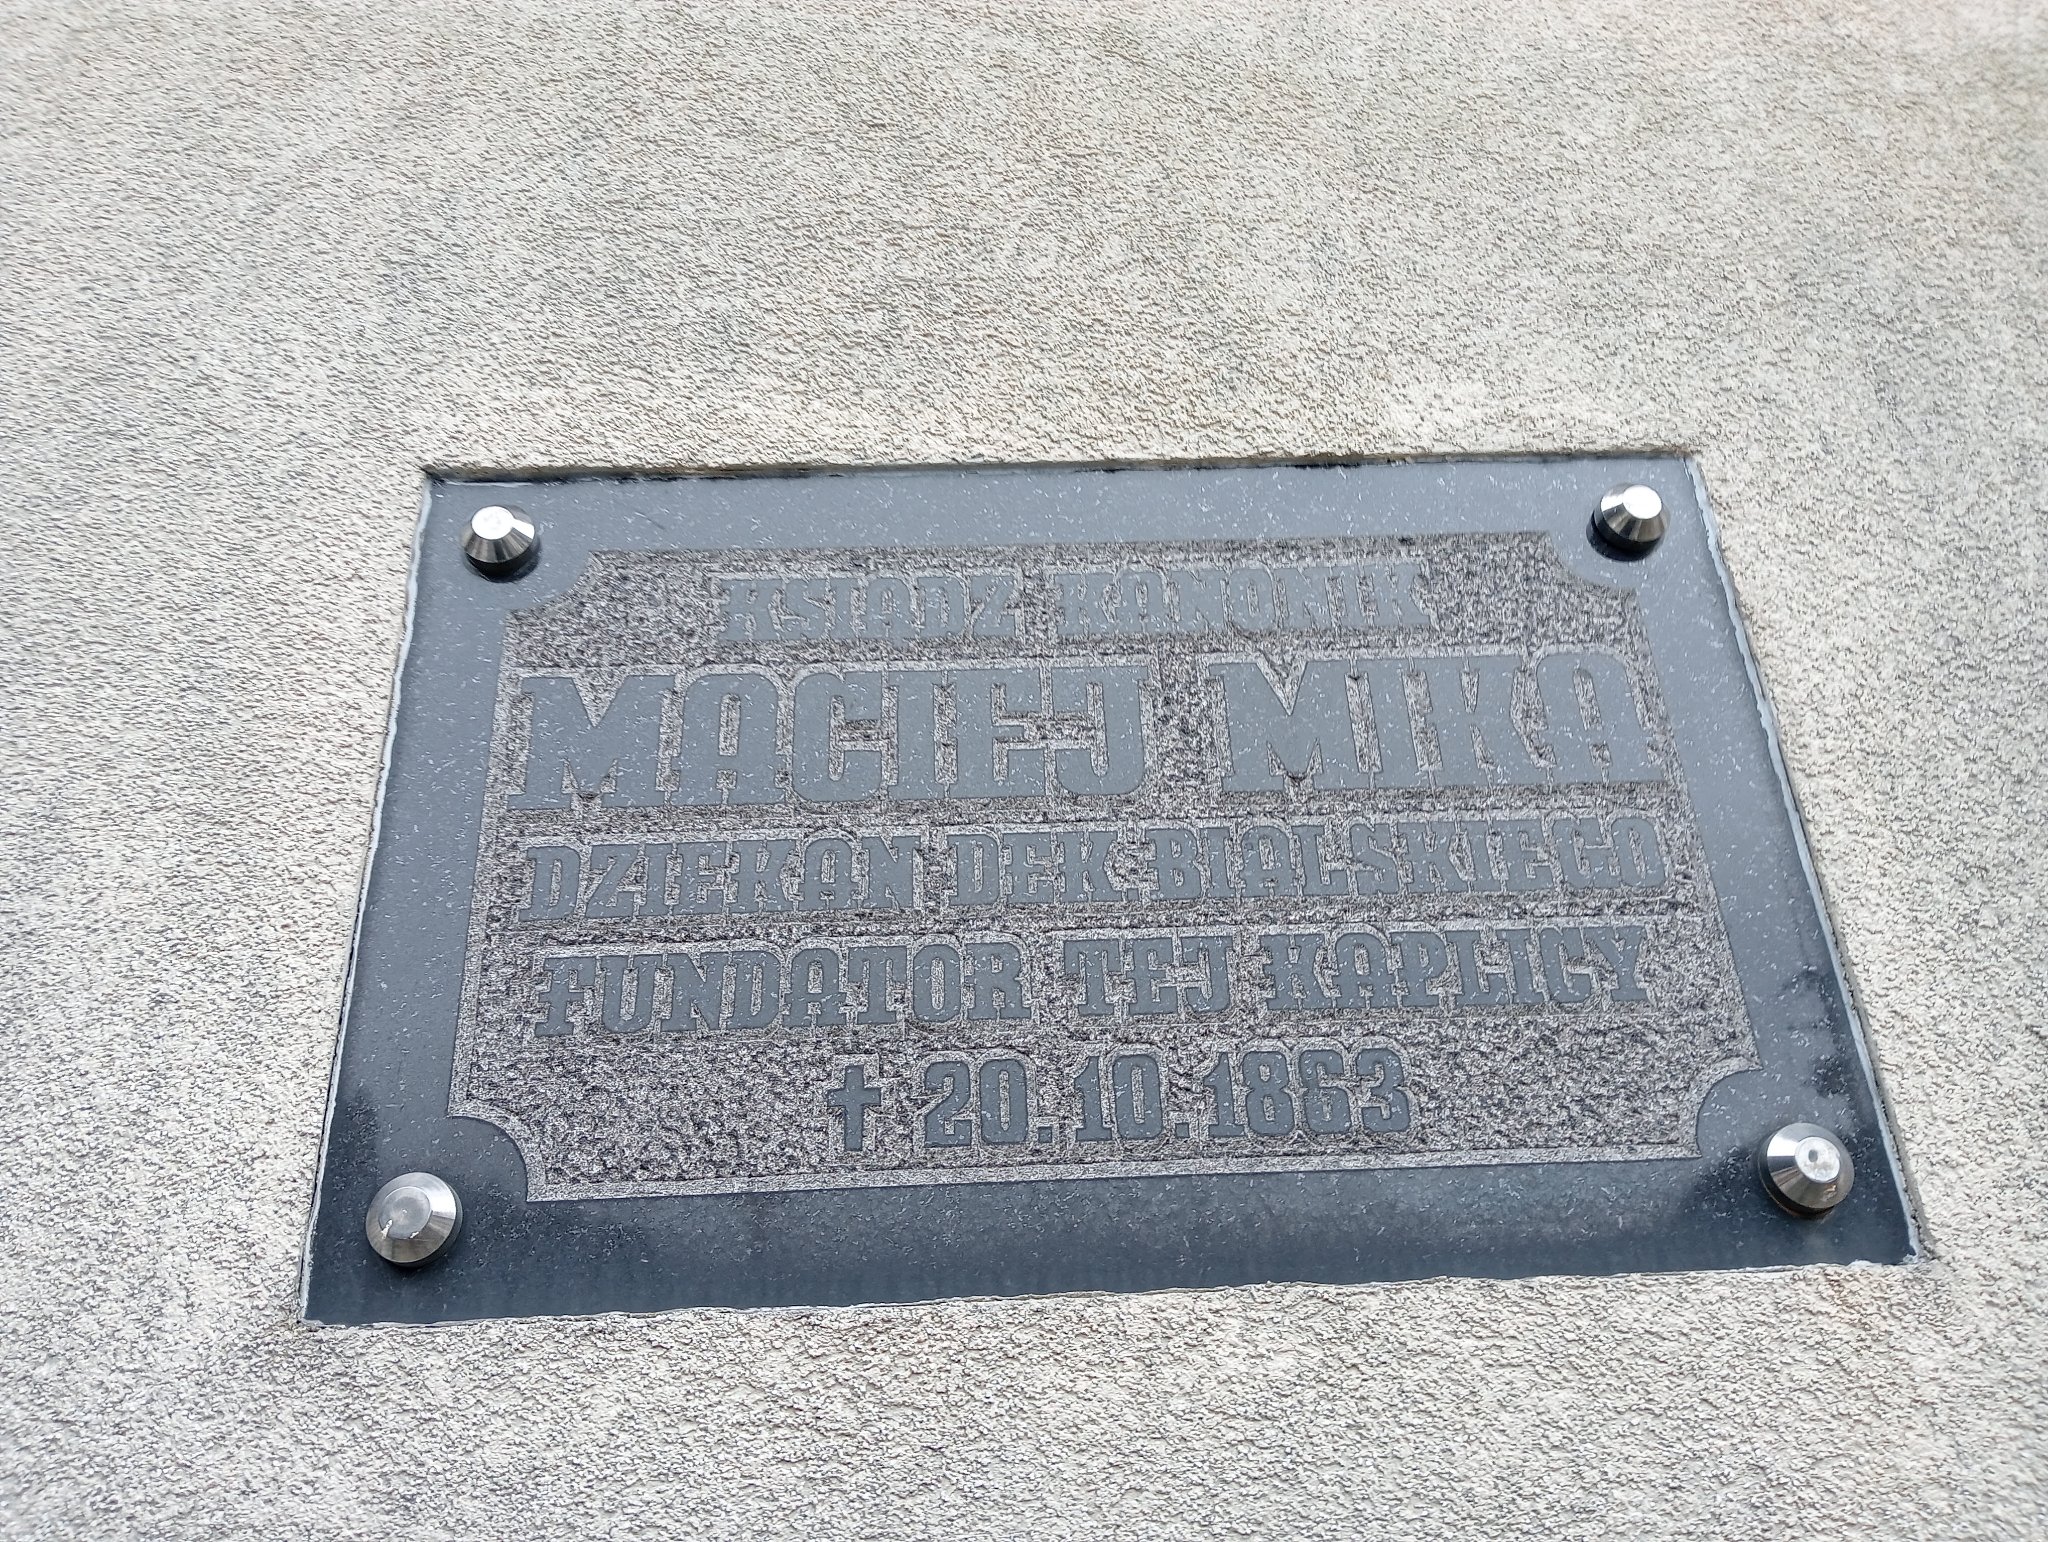 KSIĄDZ KANONIK
MACIEJ MIKA
DZIEKAN DEK.BIALSKIEGO
FUNDATOR TEJ KAPLICY
✝ 20.10.1863